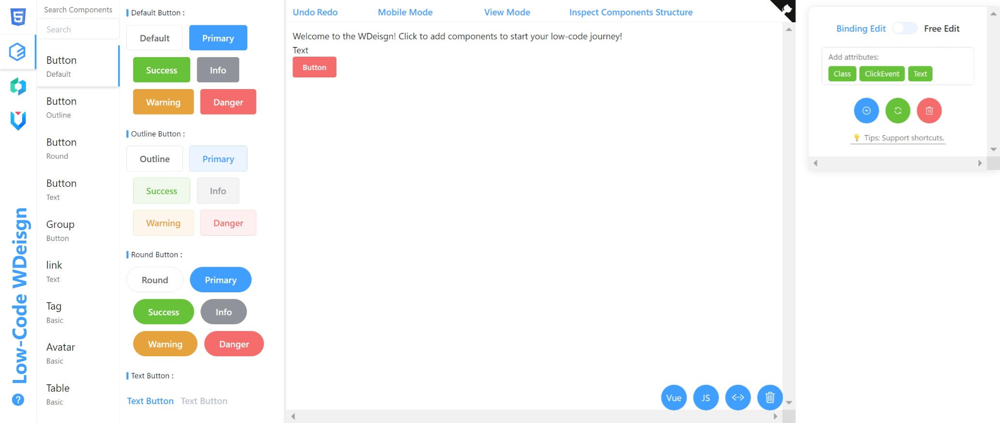 Search Components
Search
Button
Default
Button
Outline
Button
Round
Button
Text
Group
Button
link
Text
Tag
Basic
Avatar
Basic
Table
Basic
Low-Code WDeisgn
?
Default Button :
Default Primary
Success Info
Warning Danger
Outline Button :
Outline Primary
Success Info
Warning Danger
Round Button :
Round Primary
Success Info
Warning Danger
Text Button :
Text Button Text Button
Undo Redo Mobile Mode View Mode Inspect Components Structure
Welcome to the WDeisgn! Click to add components to start your low-code journey!
Text
Button
Vue JS
Binding Edit Free Edit
Add attributes:
Class ClickEvent Text
Tips: Support shortcuts.